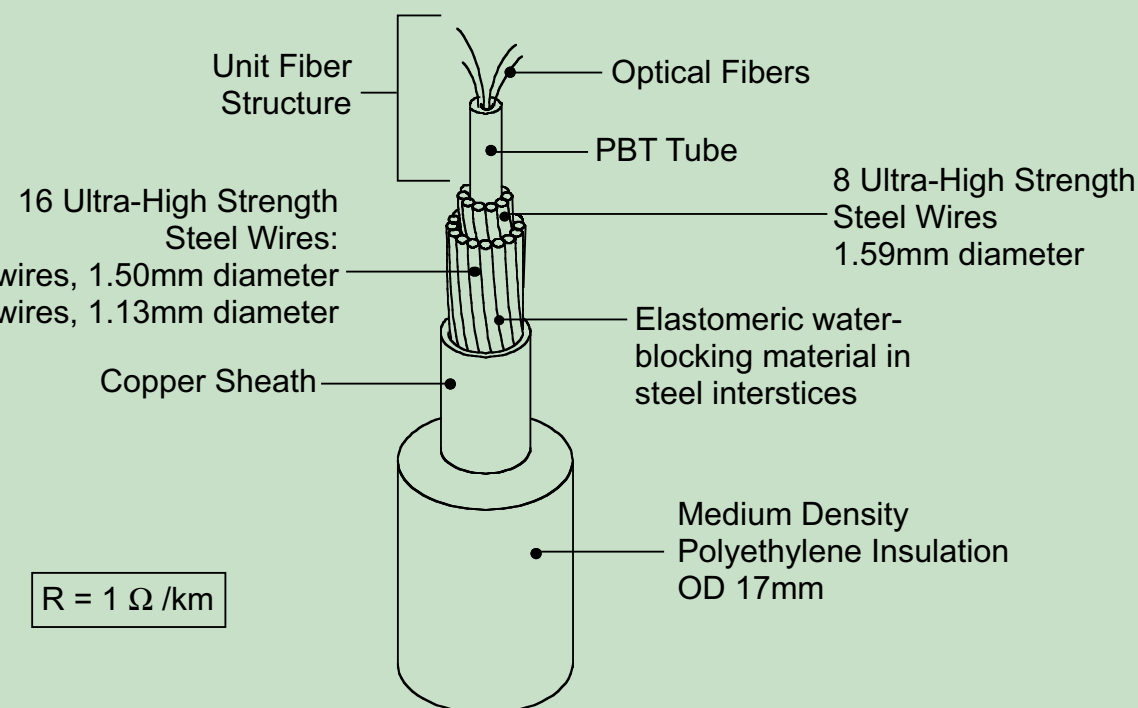 Unit Fiber
Structure
Optical Fibers
PBT Tube
16 Ultra-High Strength
Steel Wires:
wires, 1.50mm diameter
wires, 1.13mm diameter
8 Ultra-High Strength
Steel Wires
1.59mm diameter
Elastomeric water-
blocking material in
steel interstices
Copper Sheath
Medium Density
Polyethylene Insulation
OD 17mm
R = 1 Ω /km